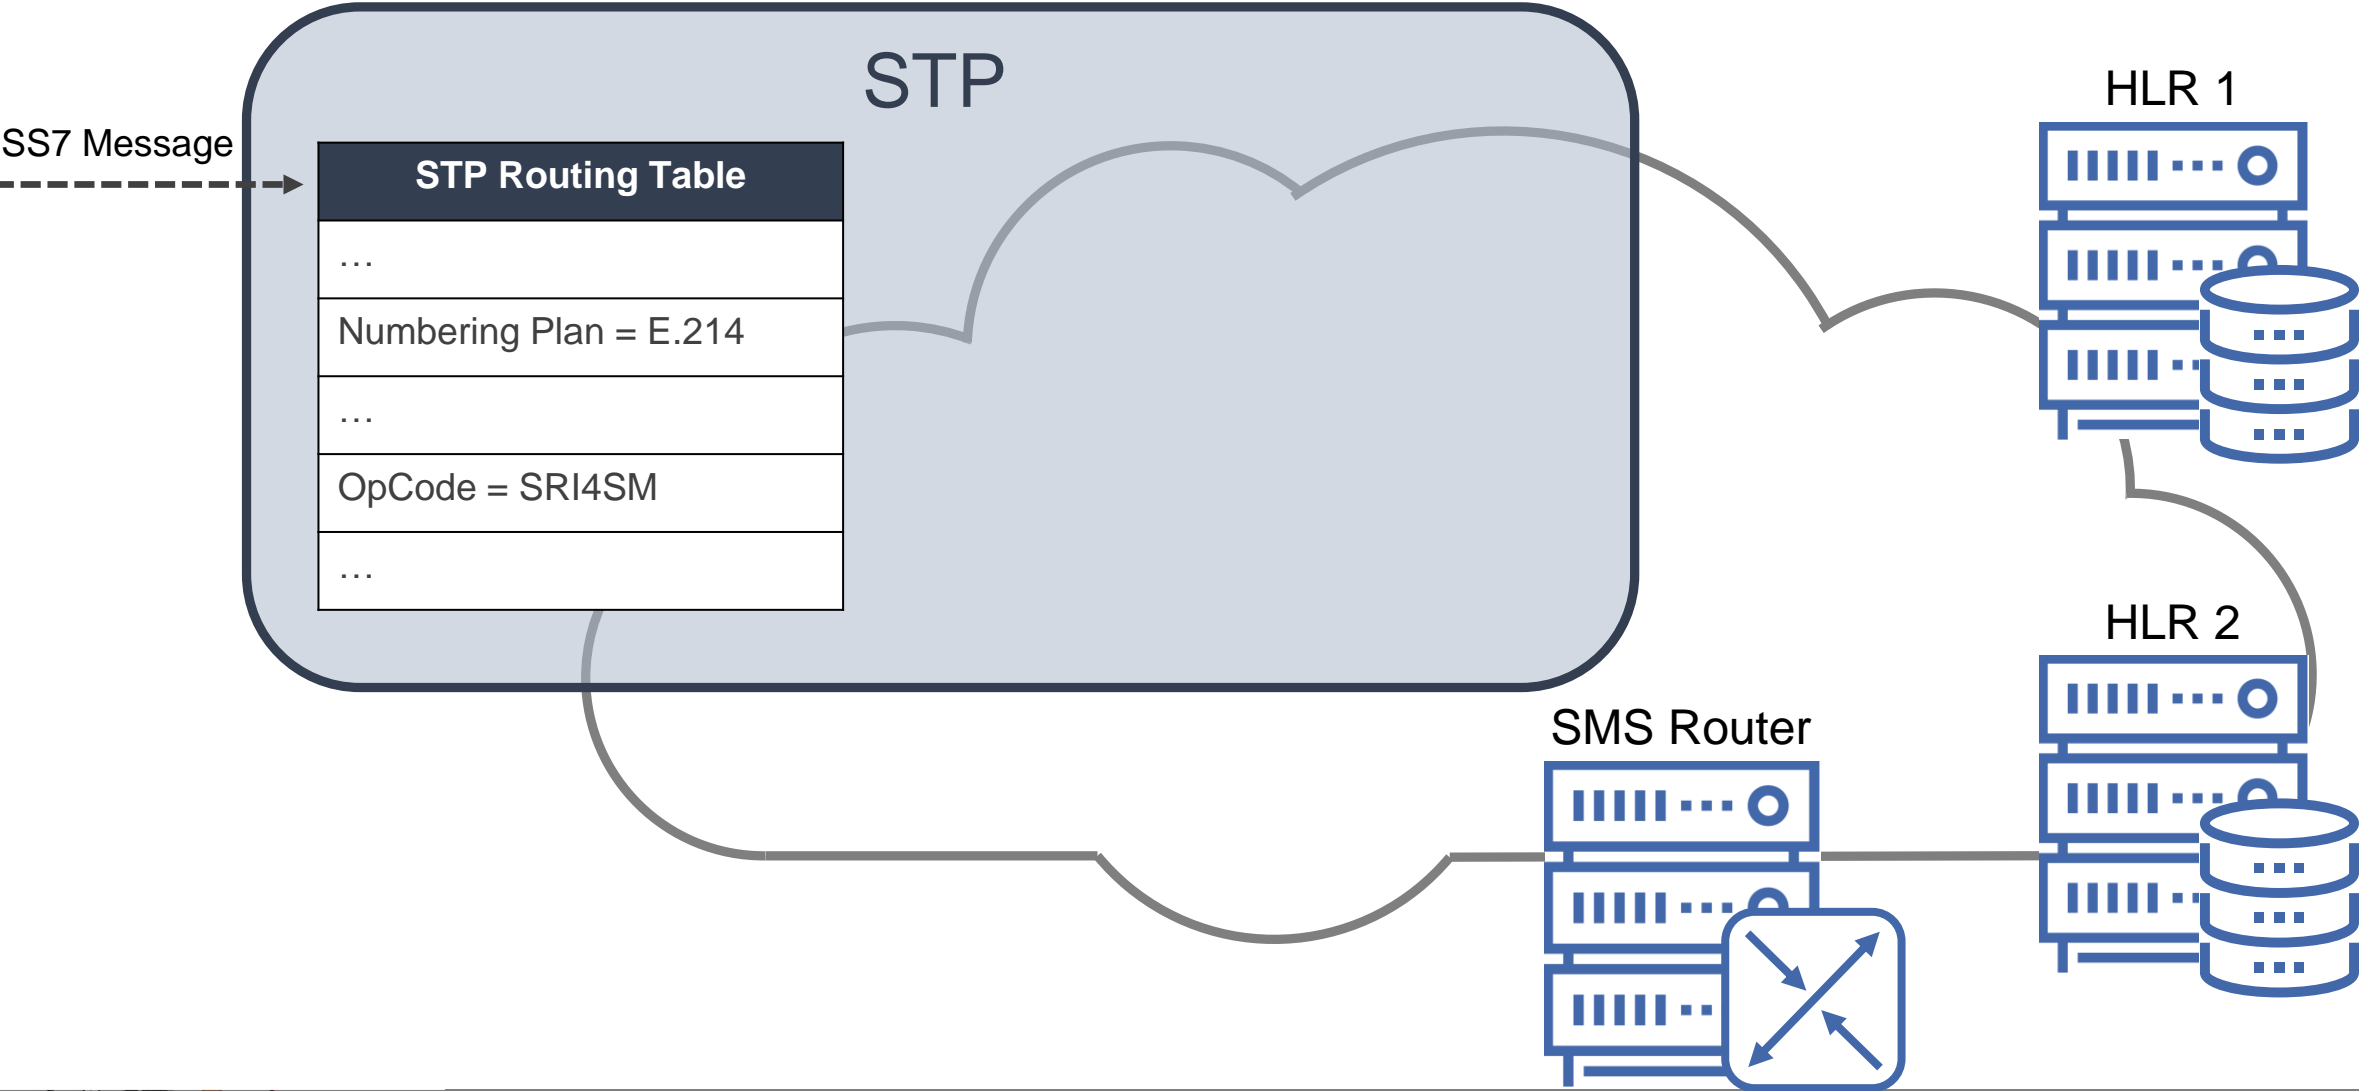 STP
HLR 1
SS7 Message
STP Routing Table
…
Numbering Plan = E.214
…
OpCode = SRI4SM
…
HLR 2
SMS Router